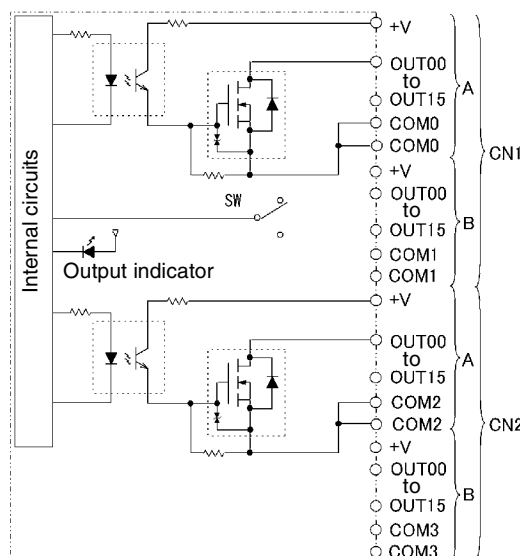 Internal circuits
+V
OUT00
to
OUT15
COM0
COM0
A
+V
OUT00
to
OUT15
COM1
COM1
B
CN1
SW
Output indicator
+V
OUT00
to
OUT15
COM2
COM2
A
+V
OUT00
to
OUT15
COM3
COM3
B
CN2